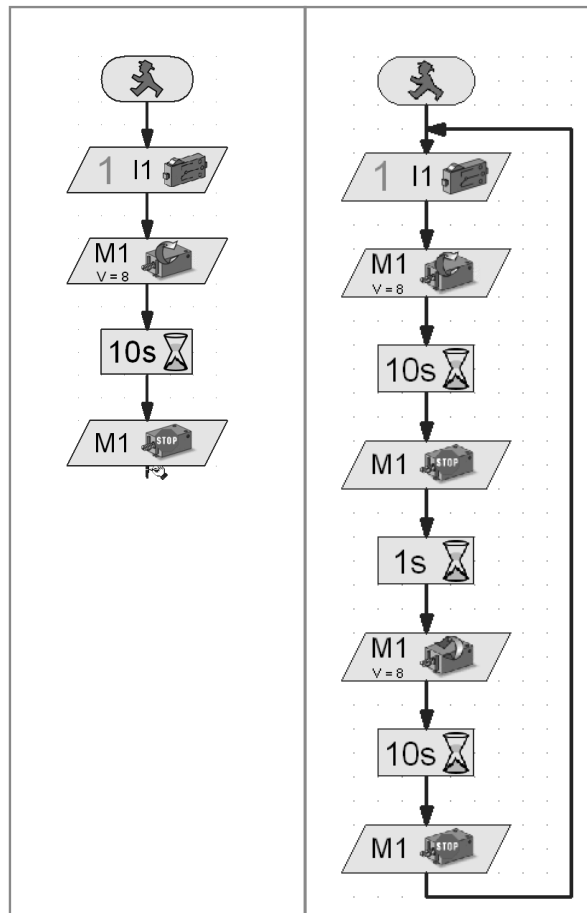 1 I1
M1
V = 8
10s
M1 STOP
1 I1
M1
V = 8
10s
M1 STOP
1s
M1
V = 8
10s
M1 STOP